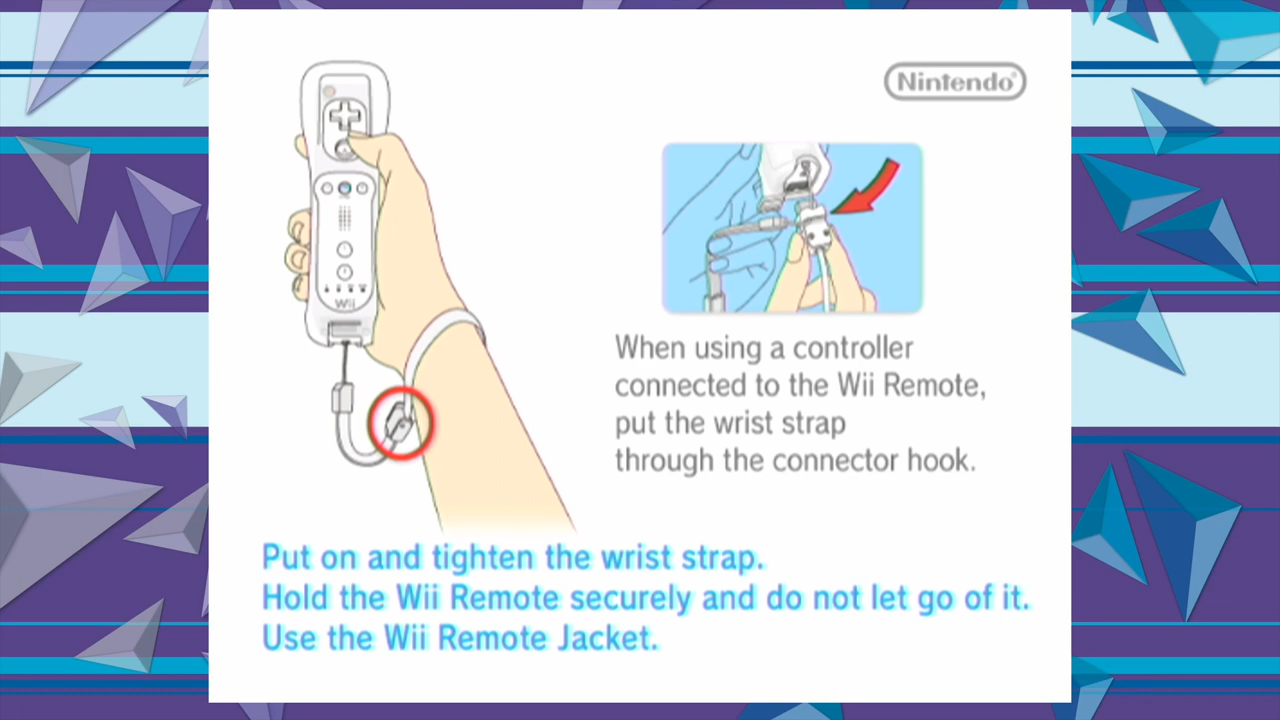 Nintendo®
Wii
When using a controller
connected to the Wii Remote,
put the wrist strap
through the connector hook.
Put on and tighten the wrist strap.
Hold the Wii Remote securely and do not let go of it.
Use the Wii Remote Jacket.